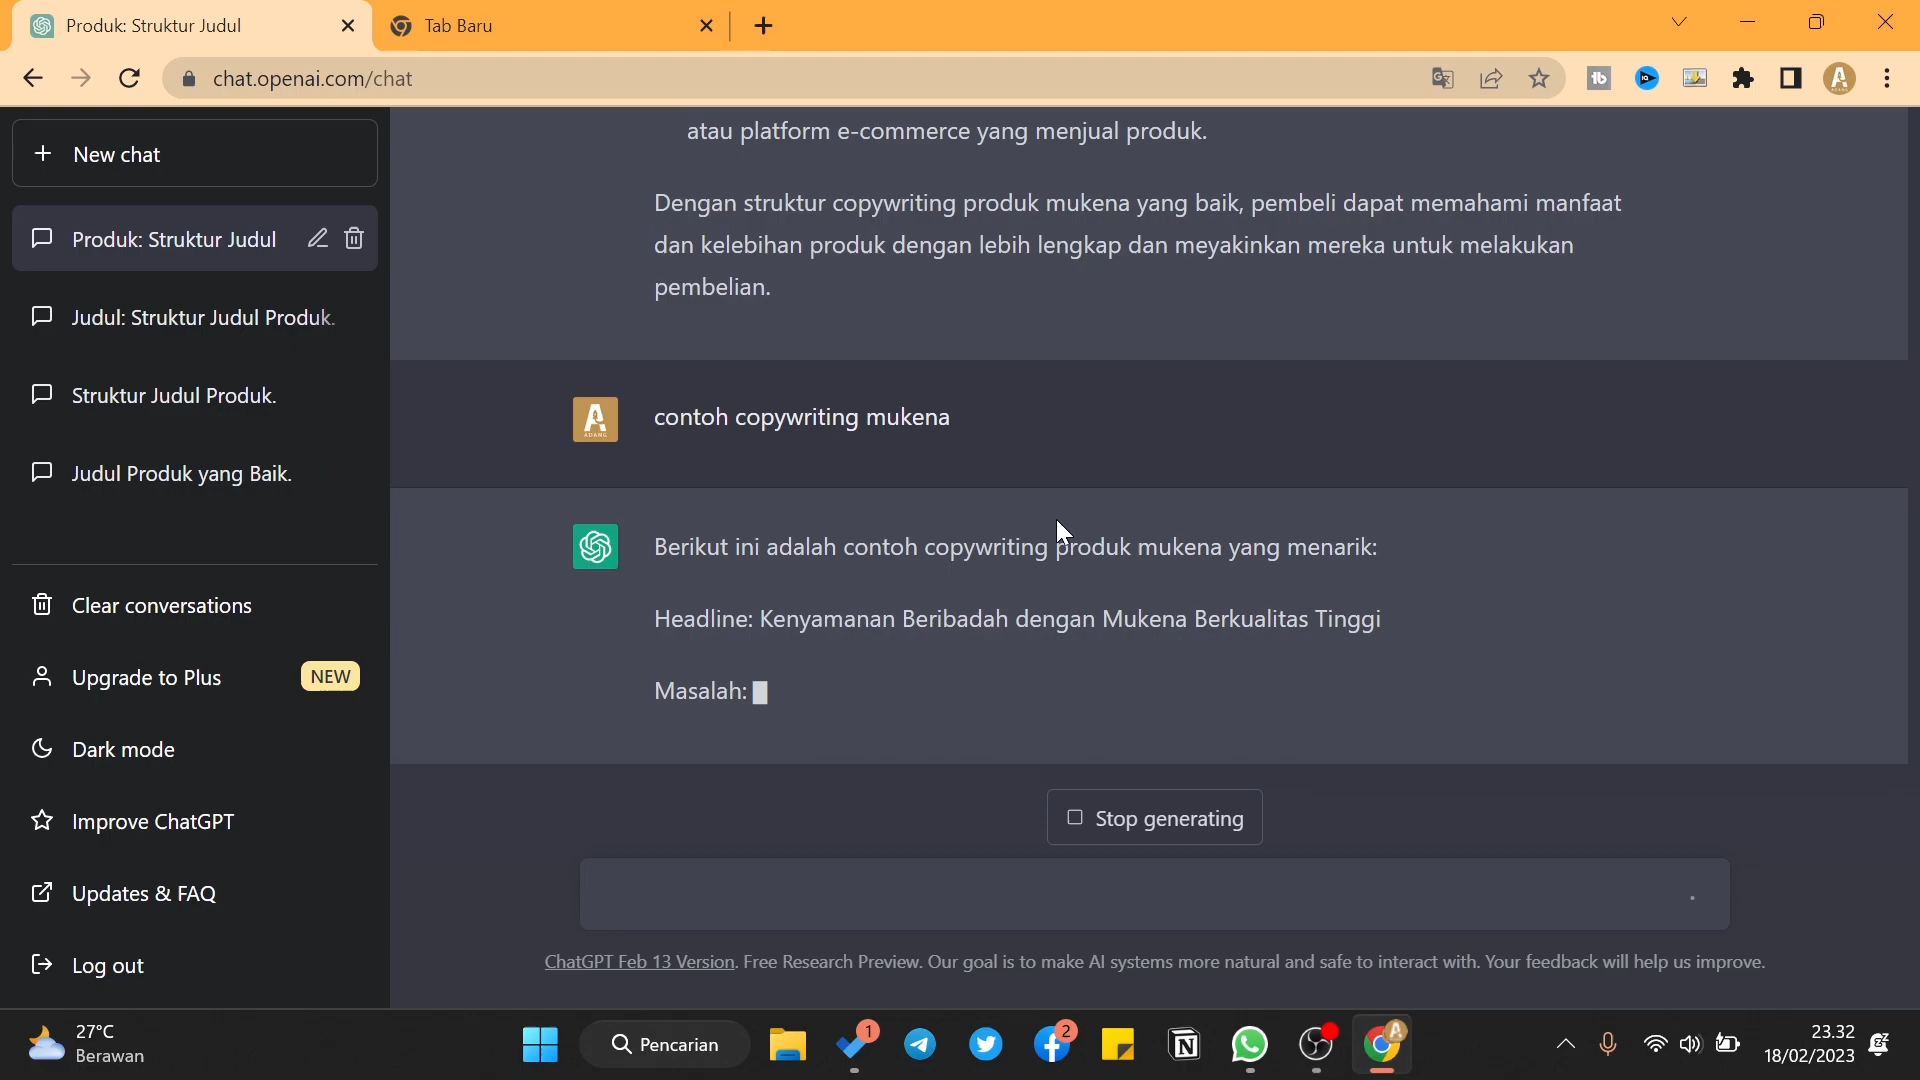 Produk: Struktur Judul
Tab Baru
chat.openai.com/chat
New chat
Produk: Struktur Judul
Judul: Struktur Judul Produk.
Struktur Judul Produk.
Judul Produk yang Baik.
Clear conversations
Upgrade to Plus NEW
Dark mode
Improve ChatGPT
Updates & FAQ
Log out
atau platform e-commerce yang menjual produk.
Dengan struktur copywriting produk mukena yang baik, pembeli dapat memahami manfaat
dan kelebihan produk dengan lebih lengkap dan meyakinkan mereka untuk melakukan
pembelian.
A
ADAMG
contoh copywriting mukena
Berikut ini adalah contoh copywriting produk mukena yang menarik:
Headline: Kenyamanan Beribadah dengan Mukena Berkualitas Tinggi
Masalah:
Stop generating
ChatGPT Feb 13 Version. Free Research Preview. Our goal is to make AI systems more natural and safe to interact with. Your feedback will help us improve.
27°C
Berawan
Pencarian
1
2
23.32
18/02/2023